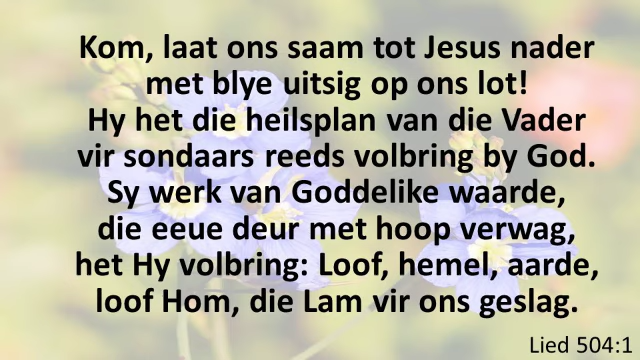 Kom, laat ons saam tot Jesus nader
met blye uitsig op ons lot!
Hy het die heilsplan van die Vader
vir sondaars reeds volbring by God.
Sy werk van Goddelike waarde,
die eeue deur met hoop verwag,
het Hy volbring: Loof, hemel, aarde,
loof Hom, die Lam vir ons geslag.
Lied 504:1